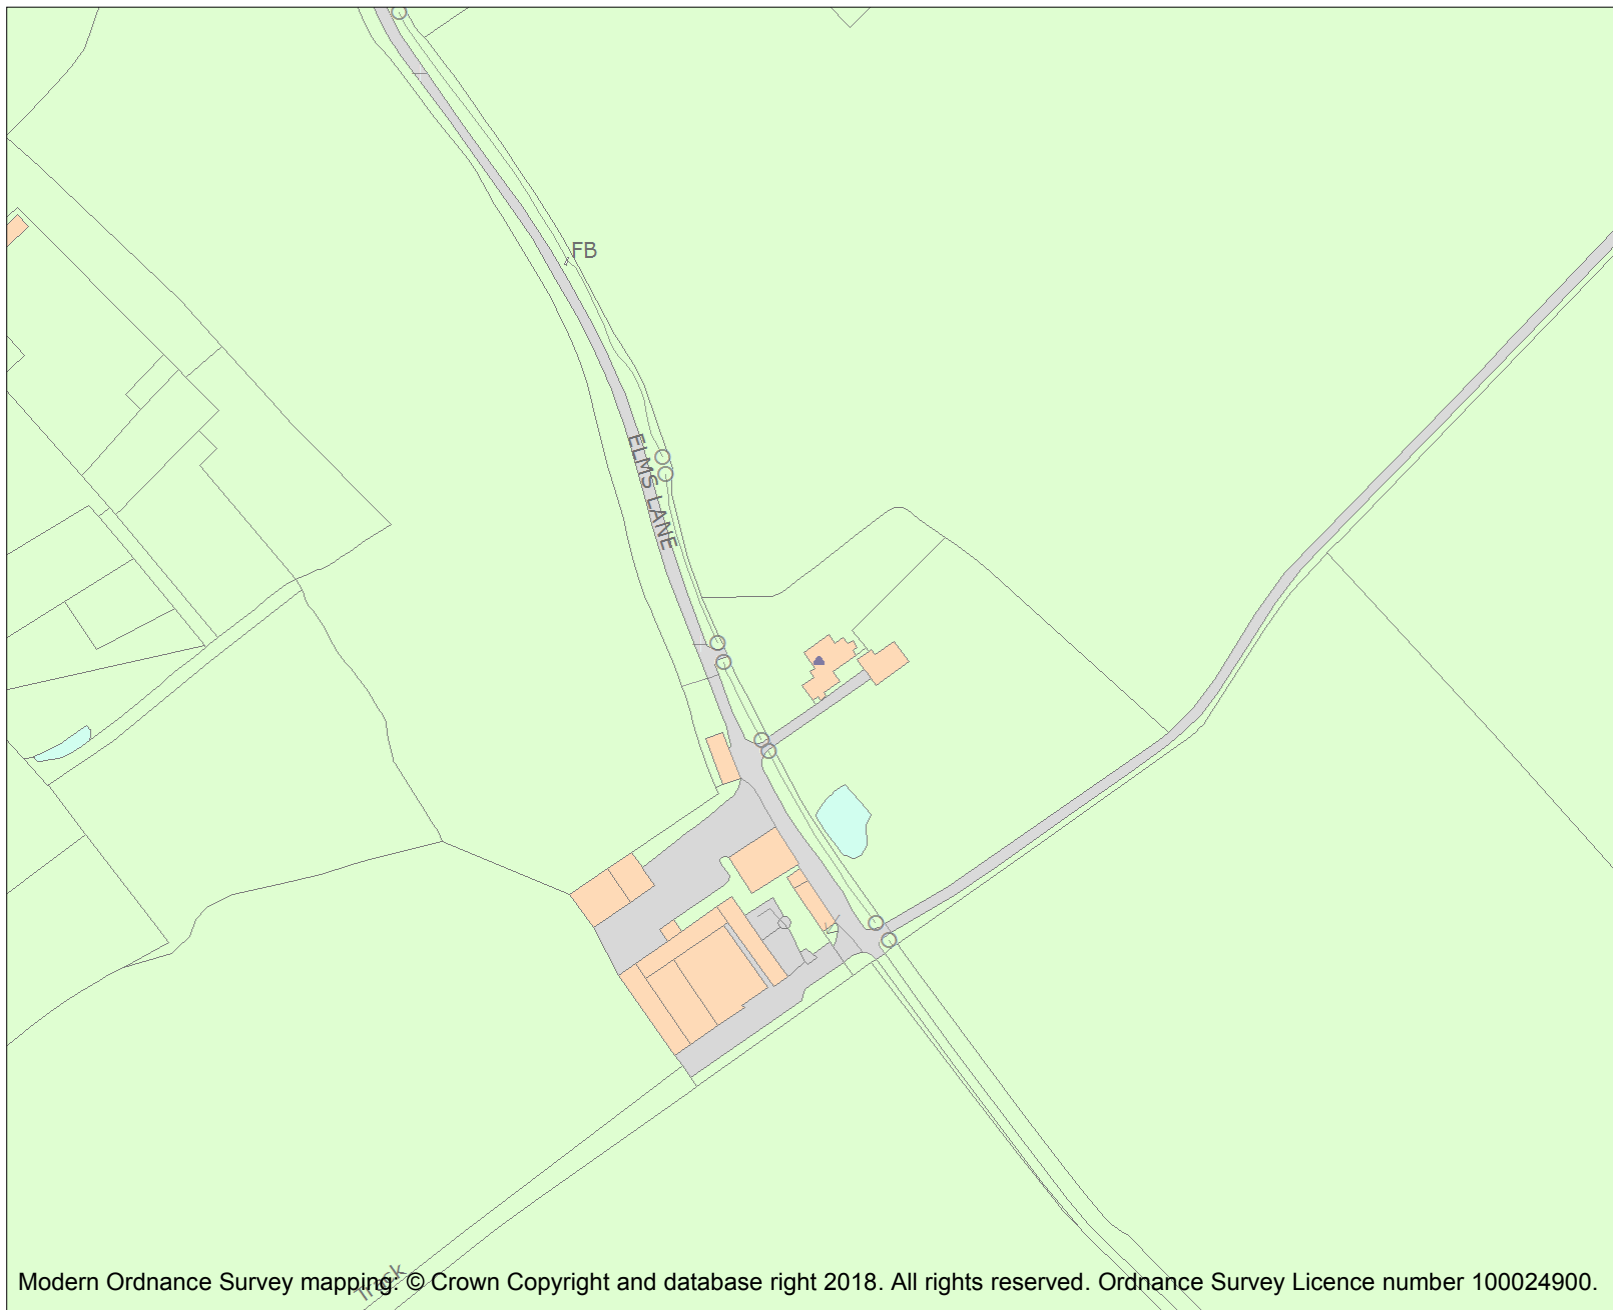 FB
ELMS LANE
Track
Modern Ordnance Survey mapping: © Crown Copyright and database right 2018. All rights reserved. Ordnance Survey Licence number 100024900.